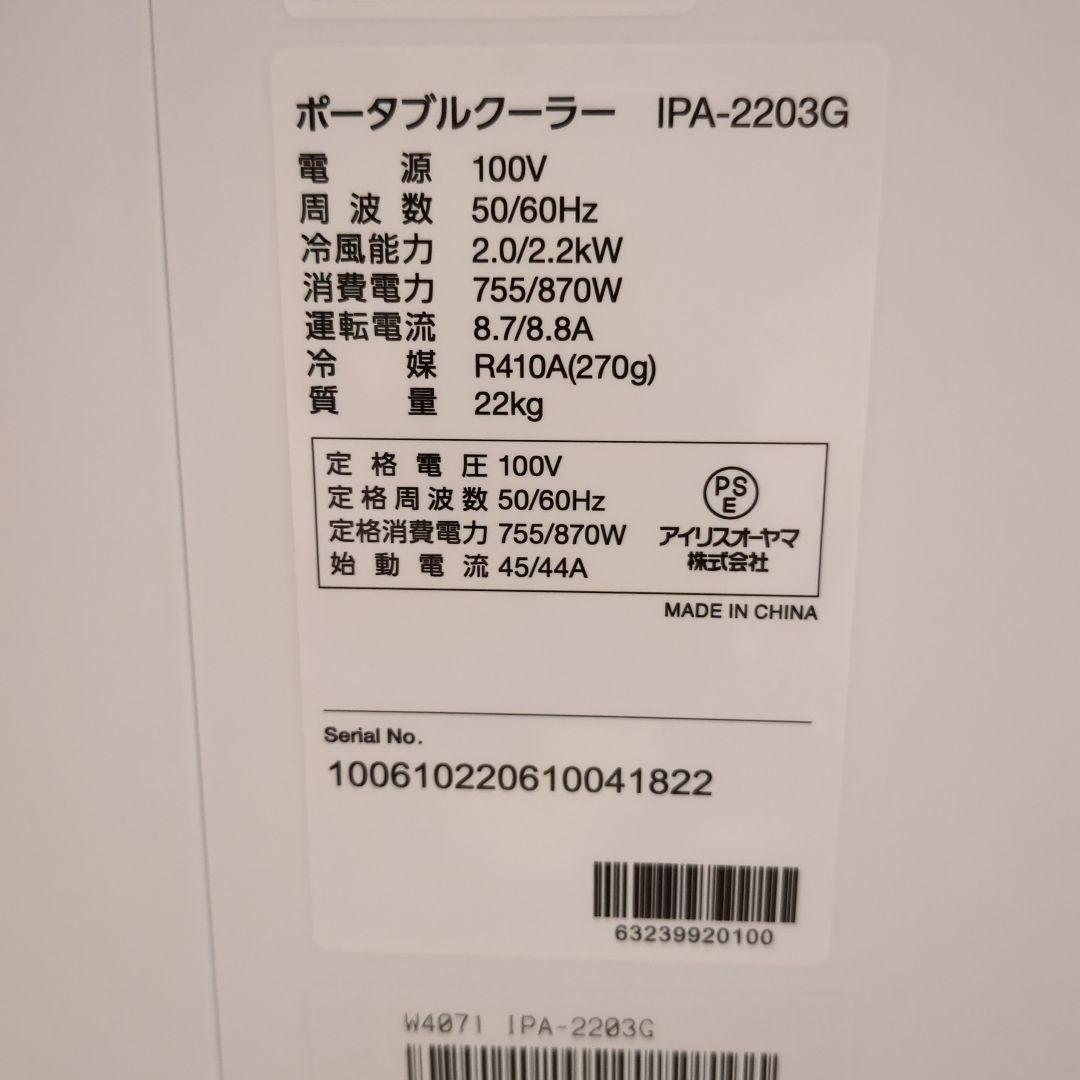 ポータブルクーラー IPA-2203G
電源 100V
周波数 50/60Hz
冷風能力 2.0/2.2kW
消費電力 755/870W
運転電流 8.7/8.8A
冷媒 R410A(270g)
質量 22kg
定格電圧 100V
定格周波数 50/60Hz
定格消費電力 755/870W
始動電流 45/44A
PSE
アイリスオーヤマ
株式会社
MADE IN CHINA
Serial No.
100610220610041822
63239920100
W4071 IPA-2203G